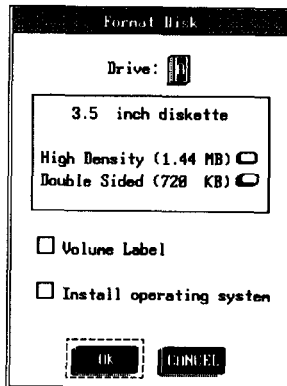 Format Disk
Drive:
3.5 inch diskette
High Density (1.44 MB)
Double Sided (720 KB)
Volume Label
Install operating system
OK
CANCEL